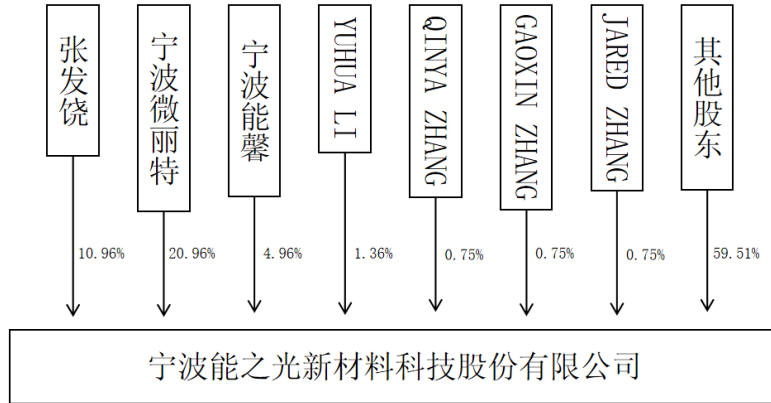 张发饶
宁波微丽特
宁波能馨
YUHUA LI
QINYA ZHANG
GAOXIN ZHANG
JARED ZHANG
其他股东
10.96%
20.96%
4.96%
1.36%
0.75%
0.75%
0.75%
59.51%
宁波能之光新材料科技股份有限公司